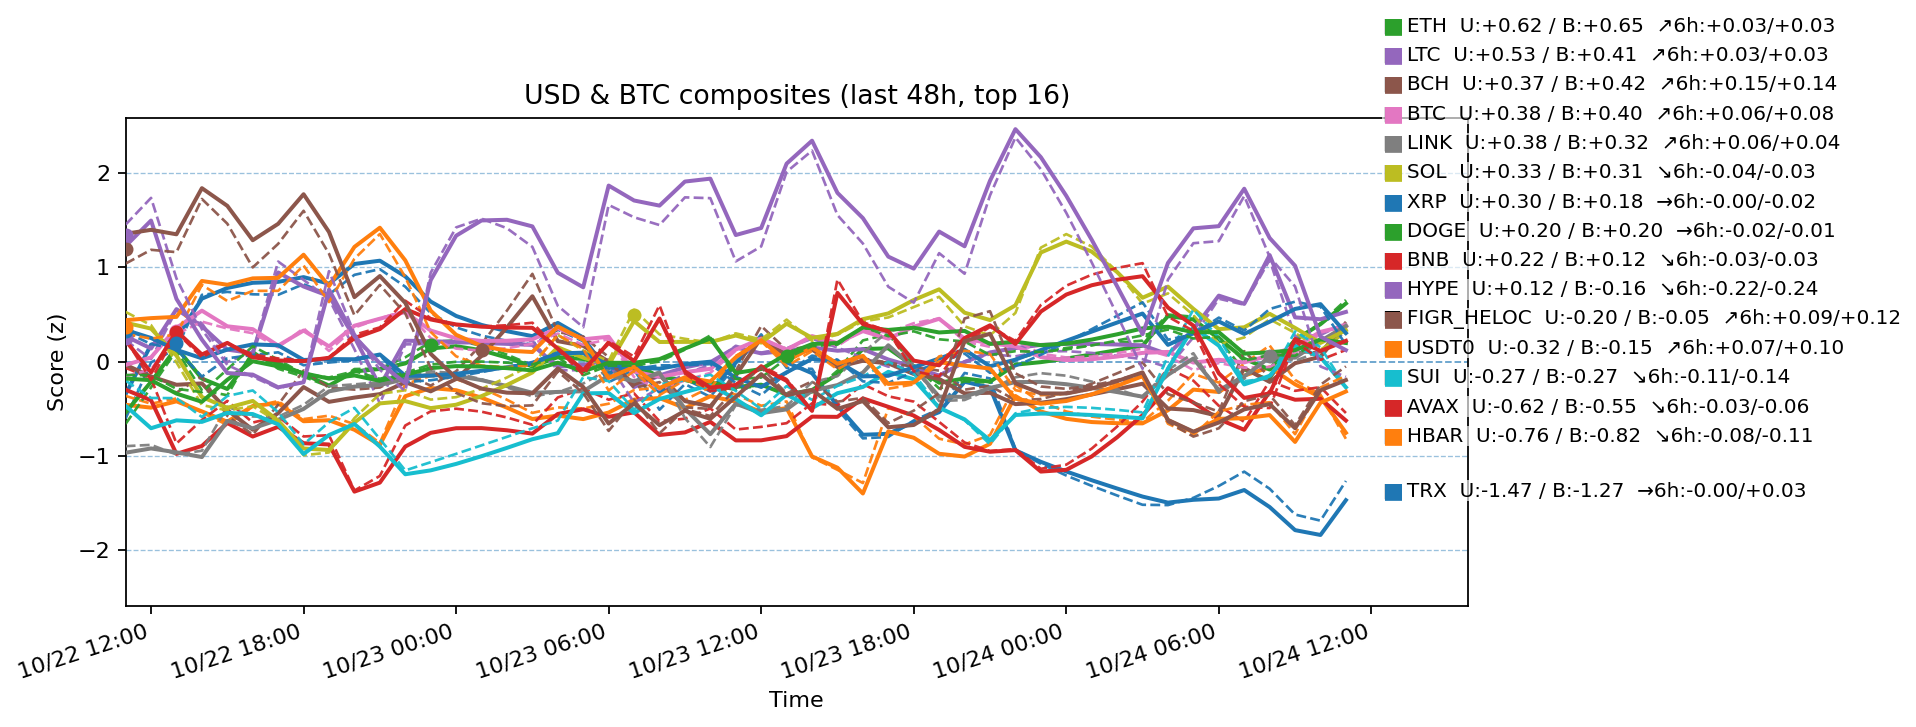 ETH U:+0.62 / B:+0.65 ↗6h:+0.03/+0.03
LTC U:+0.53 / B:+0.41 ↗6h:+0.03/+0.03
BCH U:+0.37 / B:+0.42 ↗6h:+0.15/+0.14
USD & BTC composites (last 48h, top 16)
BTC U:+0.38 / B:+0.40 ↗6h:+0.06/+0.08
LINK U:+0.38 / B:+0.32 ↗6h:+0.06/+0.04
SOL U:+0.33 / B:+0.31 ↘6h:-0.04/-0.03
XRP U:+0.30 / B:+0.18 →6h:-0.00/-0.02
DOGE U:+0.20 / B:+0.20 →6h:-0.02/-0.01
BNB U:+0.22 / B:+0.12 ↘6h:-0.03/-0.03
HYPE U:+0.12 / B:-0.16 ↘6h:-0.22/-0.24
FIGR_HELOC U:-0.20 / B:-0.05 ↗6h:+0.09/+0.12
USDT0 U:-0.32 / B:-0.15 ↗6h:+0.07/+0.10
SUI U:-0.27 / B:-0.27 ↘6h:-0.11/-0.14
AVAX U:-0.62 / B:-0.55 ↘6h:-0.03/-0.06
HBAR U:-0.76 / B:-0.82 ↘6h:-0.08/-0.11
TRX U:-1.47 / B:-1.27 →6h:-0.00/+0.03
Score (z)
2
1
0
−1
−2
10/22 12:00
10/22 18:00
10/23 00:00
10/23 06:00
10/23 12:00
10/23 18:00
10/24 00:00
10/24 06:00
10/24 12:00
Time